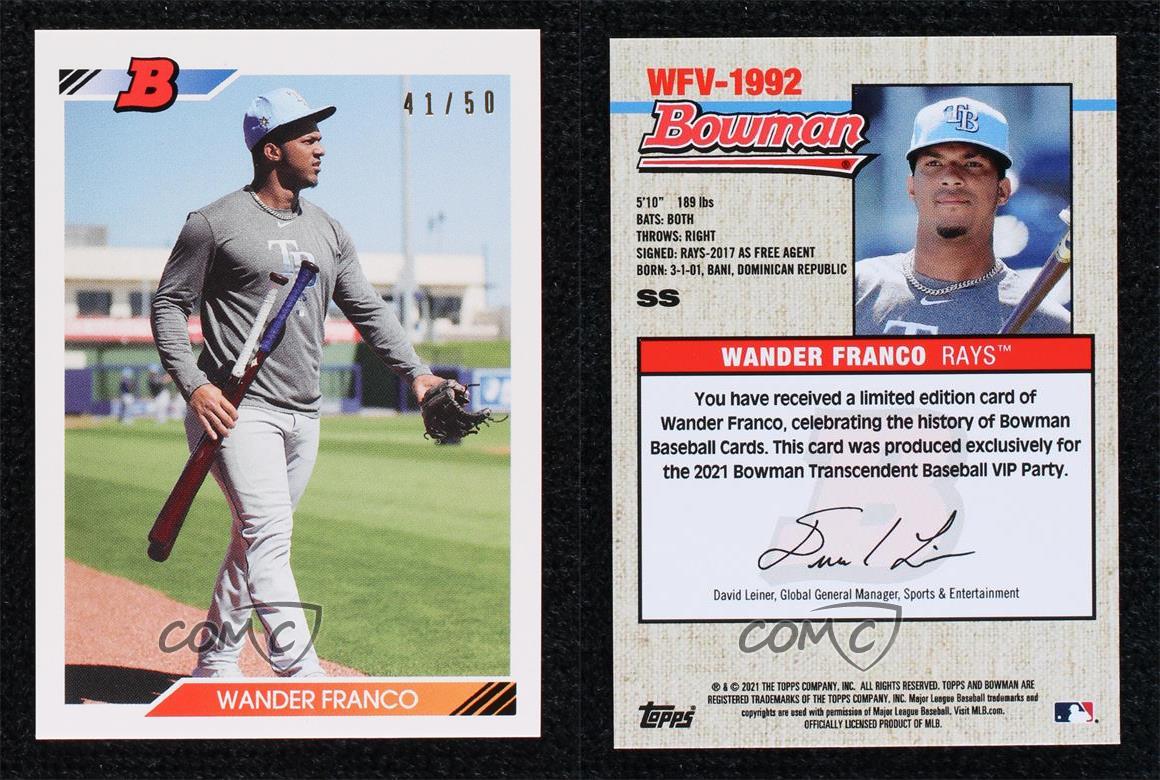 B
41/50
TB
COMC
WANDER FRANCO
WFV-1992
Bowman
TB
5'10" 189 lbs
BATS: BOTH
THROWS: RIGHT
SIGNED: RAYS-2017 AS FREE AGENT
BORN: 3-1-01, BANI, DOMINICAN REPUBLIC
SS
WANDER FRANCO RAYS™
You have received a limited edition card of
Wander Franco, celebrating the history of Bowman
Baseball Cards. This card was produced exclusively for
the 2021 Bowman Transcendent Baseball VIP Party.
David Leiner, Global General Manager, Sports & Entertainment
COMC
® & © 2021 THE TOPPS COMPANY, INC. ALL RIGHTS RESERVED. TOPPS AND BOWMAN ARE
REGISTERED TRADEMARKS OF THE TOPPS COMPANY, INC. Major League Baseball trademarks and
copyrights are used with permission of Major League Baseball. Visit MLB.com.
OFFICIALLY LICENSED PRODUCT OF MLB.
Topps